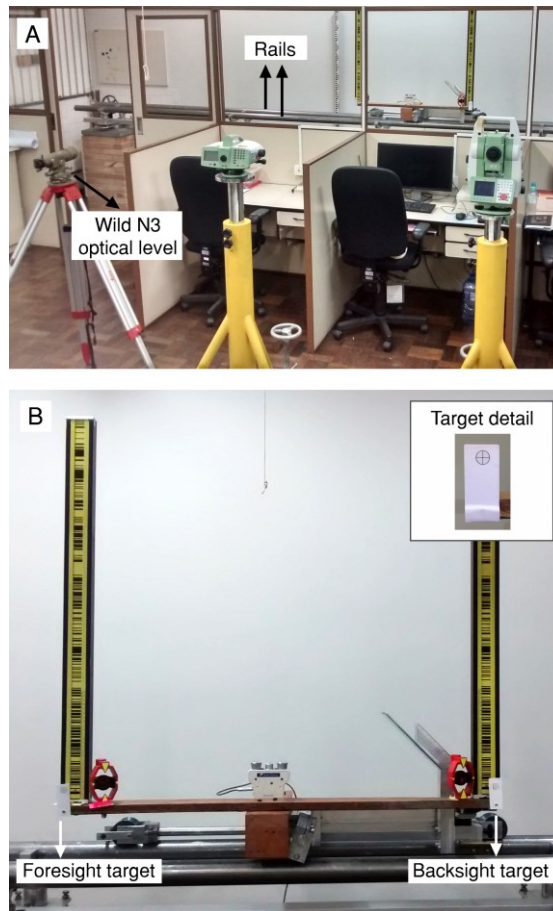 A
Rails
Wild N3
optical level
B
Target detail
Foresight target
Backsight target